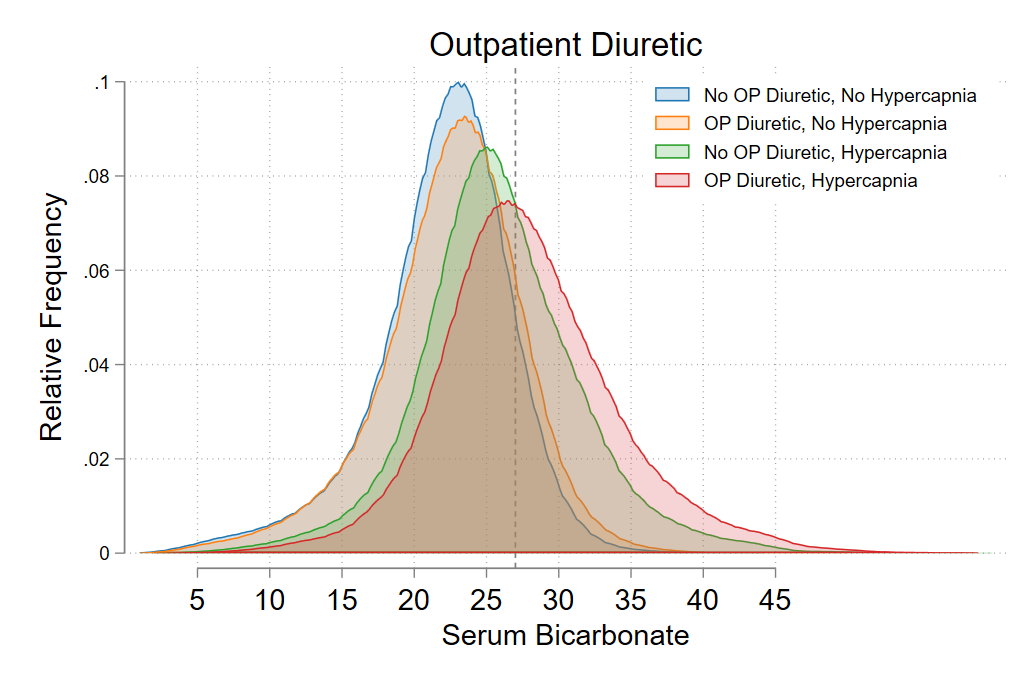 Outpatient Diuretic
No OP Diuretic, No Hypercapnia
OP Diuretic, No Hypercapnia
No OP Diuretic, Hypercapnia
OP Diuretic, Hypercapnia
Relative Frequency
.1
.08
.06
.04
.02
0
5 10 15 20 25 30 35 40 45
Serum Bicarbonate